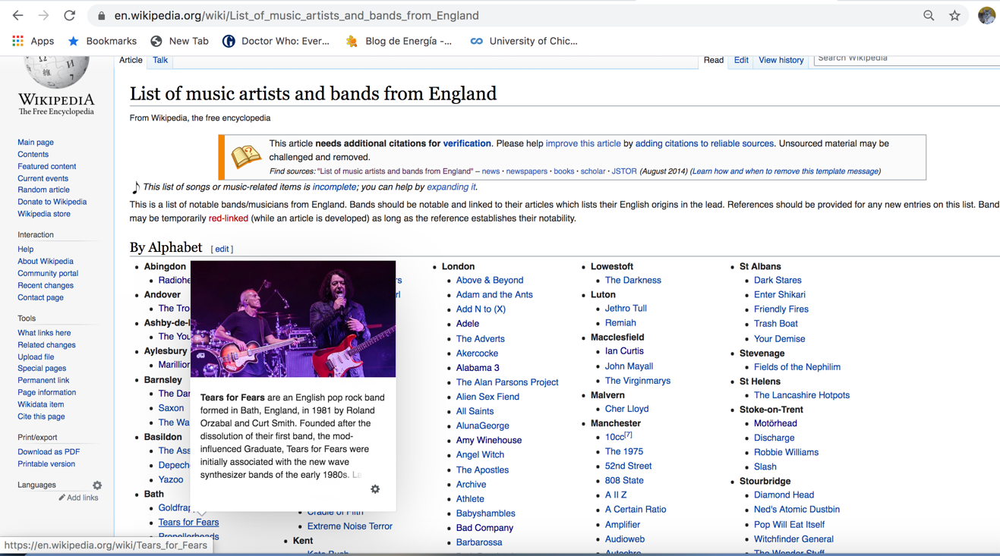 en.wikipedia.org/wiki/List_of_music_artists_and_bands_from_England
Apps
Bookmarks
New Tab
Doctor Who: Ever...
Blog de Energía -...
University of Chic...
WIKIPEDIA
The Free Encyclopedia
Main page
Contents
Featured content
Current events
Random article
Donate to Wikipedia
Wikipedia store
Interaction
Help
About Wikipedia
Community portal
Recent changes
Contact page
Tools
What links here
Related changes
Upload file
Special pages
Permanent link
Page information
Wikidata item
Cite this page
Print/export
Download as PDF
Printable version
Languages
Add links
Article
Talk
Read
Edit
View history
Search Wikipedia
List of music artists and bands from England
From Wikipedia, the free encyclopedia
This article needs additional citations for verification. Please help improve this article by adding citations to reliable sources. Unsourced material may be
challenged and removed.
Find sources: "List of music artists and bands from England" – news · newspapers · books · scholar · JSTOR (August 2014) (Learn how and when to remove this template message)
This list of songs or music-related items is incomplete; you can help by expanding it.
This is a list of notable bands/musicians from England. Bands should be notable and linked to their articles which lists their English origins in the lead. References should be provided for any new entries on this list. Band
may be temporarily red-linked (while an article is developed) as long as the reference establishes their notability.
By Alphabet [ edit ]
Abingdon
Radiohe
Andover
The Tro
Ashby-de-l
The You
Aylesbury
Marillion
Barnsley
The Dar
Saxon
The Wa
Basildon
The Ass
Depech
Yazoo
Bath
Goldfrap
Tears for Fears
Propellerheads
Tears for Fears are an English pop rock band
formed in Bath, England, in 1981 by Roland
Orzabal and Curt Smith. Founded after the
dissolution of their first band, the mod-
influenced Graduate, Tears for Fears were
initially associated with the new wave
synthesizer bands of the early 1980s. La
Cradle of Filth
Extreme Noise Terror
Kent
Kate Bush
London
Above & Beyond
Adam and the Ants
Add N to (X)
Adele
The Adverts
Akercocke
Alabama 3
The Alan Parsons Project
Alien Sex Fiend
All Saints
AlunaGeorge
Amy Winehouse
Angel Witch
The Apostles
Archive
Athlete
Babyshambles
Bad Company
Barbarossa
Lowestoft
The Darkness
Luton
Jethro Tull
Remiah
Macclesfield
Ian Curtis
John Mayall
The Virginmarys
Malvern
Cher Lloyd
Manchester
10cc[7]
The 1975
52nd Street
808 State
A II Z
A Certain Ratio
Amplifier
Audioweb
Autechre
St Albans
Dark Stares
Enter Shikari
Friendly Fires
Trash Boat
Your Demise
Stevenage
Fields of the Nephilim
St Helens
The Lancashire Hotpots
Stoke-on-Trent
Motörhead
Discharge
Robbie Williams
Slash
Stourbridge
Diamond Head
Ned's Atomic Dustbin
Pop Will Eat Itself
Witchfinder General
The Wonder Stuff
https://en.wikipedia.org/wiki/Tears_for_Fears